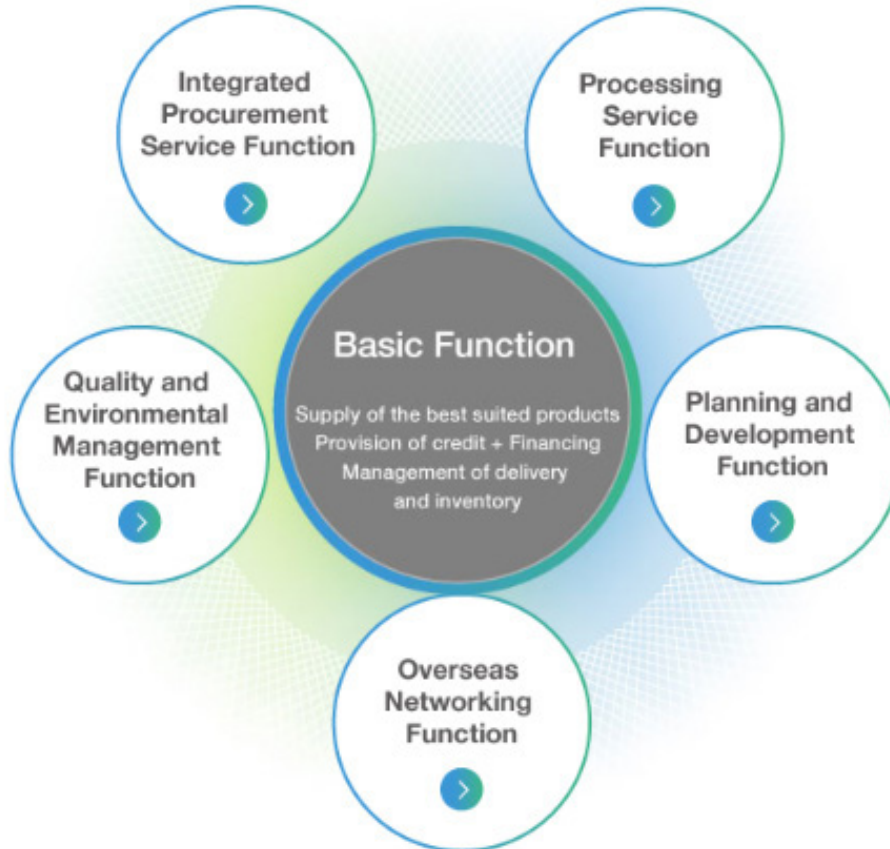 Integrated
Procurement
Service Function
Processing
Service
Function
Basic Function
Supply of the best suited products
Provision of credit + Financing
Management of delivery
and inventory
Quality and
Environmental
Management
Function
Planning and
Development
Function
Overseas
Networking
Function